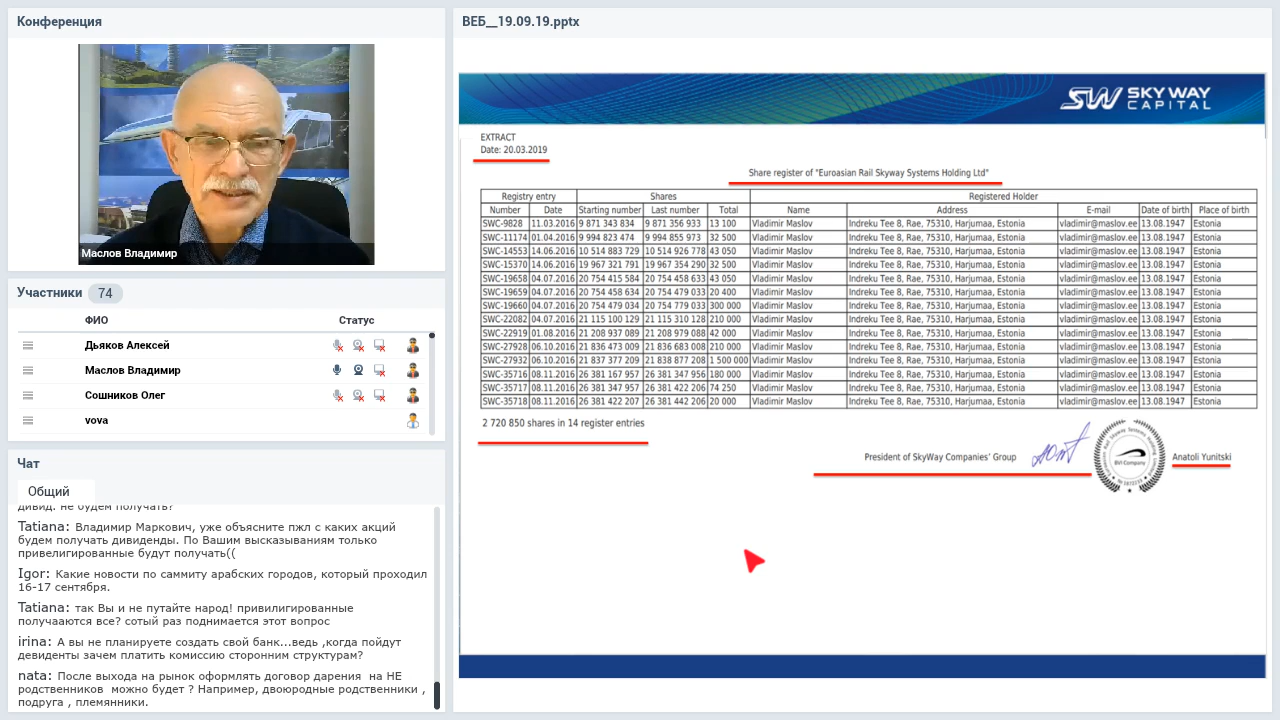 Конференция
Маслов Владимир
Участники 74
ФИО Статус
Дьяков Алексей
Маслов Владимир
Сошников Олег
vova
Чат
Общий
дивид. не будем получать?
Tatiana: Владимир Маркович, уже объясните пжл с каких акций
будем получать дивиденды. По Вашим высказываниям только
привелигированные будут получать((
Igor: Какие новости по саммиту арабских городов, который проходил
16-17 сентября.
Tatiana: так Вы и не путайте народ! привилигированные
получааются все? сотый раз поднимается этот вопрос
irina: А вы не планируете создать свой банк...ведь ,когда пойдут
девиденты зачем платить комиссию сторонним структурам?
nata: После выхода на рынок оформлять договор дарения на НЕ
родственников можно будет ? Например, двоюродные родственники ,
подруга , племянники.
ВЕБ__19.09.19.pptx
SW SKY WAY
CAPITAL
EXTRACT
Date: 20.03.2019
Share register of "Euroasian Rail Skyway Systems Holding Ltd"
Registry entry Shares Registered Holder
Number Date Starting number Last number Total Name Address E-mail Date of birth Place of birth
SWC-9828 11.03.2016 9 871 343 834 9 871 356 933 13 100 Vladimir Maslov Indreku Tee 8, Rae, 75310, Harjumaa, Estonia vladimir@maslov.ee 13.08.1947 Estonia
SWC-11174 01.04.2016 9 994 823 474 9 994 855 973 32 500 Vladimir Maslov Indreku Tee 8, Rae, 75310, Harjumaa, Estonia vladimir@maslov.ee 13.08.1947 Estonia
SWC-14553 14.06.2016 10 514 883 729 10 514 926 778 43 050 Vladimir Maslov Indreku Tee 8, Rae, 75310, Harjumaa, Estonia vladimir@maslov.ee 13.08.1947 Estonia
SWC-15370 14.06.2016 19 967 321 791 19 967 354 290 32 500 Vladimir Maslov Indreku Tee 8, Rae, 75310, Harjumaa, Estonia vladimir@maslov.ee 13.08.1947 Estonia
SWC-19658 04.07.2016 20 754 415 584 20 754 458 633 43 050 Vladimir Maslov Indreku Tee 8, Rae, 75310, Harjumaa, Estonia vladimir@maslov.ee 13.08.1947 Estonia
SWC-19659 04.07.2016 20 754 458 634 20 754 479 033 20 400 Vladimir Maslov Indreku Tee 8, Rae, 75310, Harjumaa, Estonia vladimir@maslov.ee 13.08.1947 Estonia
SWC-19660 04.07.2016 20 754 479 034 20 754 779 033 300 000 Vladimir Maslov Indreku Tee 8, Rae, 75310, Harjumaa, Estonia vladimir@maslov.ee 13.08.1947 Estonia
SWC-22082 04.07.2016 21 115 100 129 21 115 310 128 210 000 Vladimir Maslov Indreku Tee 8, Rae, 75310, Harjumaa, Estonia vladimir@maslov.ee 13.08.1947 Estonia
SWC-22919 01.08.2016 21 208 937 089 21 208 979 088 42 000 Vladimir Maslov Indreku Tee 8, Rae, 75310, Harjumaa, Estonia vladimir@maslov.ee 13.08.1947 Estonia
SWC-27928 06.10.2016 21 836 473 009 21 836 683 008 210 000 Vladimir Maslov Indreku Tee 8, Rae, 75310, Harjumaa, Estonia vladimir@maslov.ee 13.08.1947 Estonia
SWC-27932 06.10.2016 21 837 377 209 21 838 877 208 1 500 000 Vladimir Maslov Indreku Tee 8, Rae, 75310, Harjumaa, Estonia vladimir@maslov.ee 13.08.1947 Estonia
SWC-35716 08.11.2016 26 381 167 957 26 381 347 956 180 000 Vladimir Maslov Indreku Tee 8, Rae, 75310, Harjumaa, Estonia vladimir@maslov.ee 13.08.1947 Estonia
SWC-35717 08.11.2016 26 381 347 957 26 381 422 206 74 250 Vladimir Maslov Indreku Tee 8, Rae, 75310, Harjumaa, Estonia vladimir@maslov.ee 13.08.1947 Estonia
SWC-35718 08.11.2016 26 381 422 207 26 381 442 206 20 000 Vladimir Maslov Indreku Tee 8, Rae, 75310, Harjumaa, Estonia vladimir@maslov.ee 13.08.1947 Estonia
2 720 850 shares in 14 register entries
President of SkyWay Companies' Group
BVI Company
Anatoli Yunitski